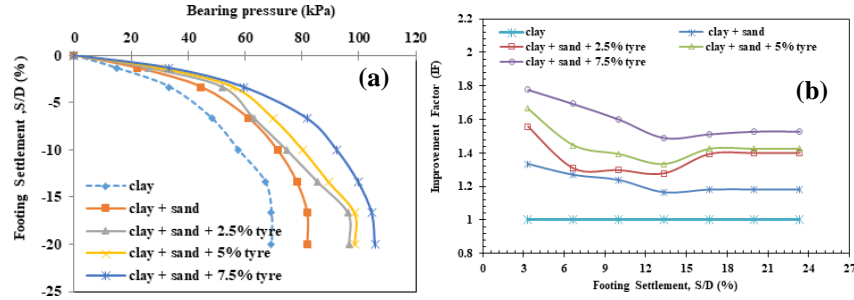 Bearing pressure (kPa)
0 20 40 60 80 100 120
0
-5
-10
-15
-20
-25
Footing Settlement ,S/D (%)
(a)
clay
clay + sand
clay + sand + 2.5% tyre
clay + sand + 5% tyre
clay + sand + 7.5% tyre
2.2
2
1.8
1.6
1.4
1.2
1
0.8
Improvement Factor (IF)
clay clay + sand
clay + sand + 2.5% tyre clay + sand + 5% tyre
clay + sand + 7.5% tyre
(b)
3 6 9 12 15 18 21 24 27
Footing Settlement, S/D (%)